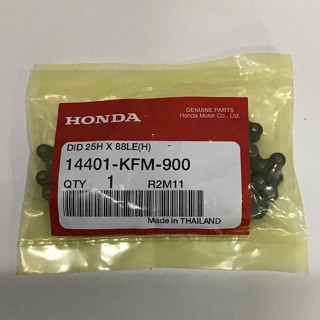 HONDA
GENUINE PARTS
Honda Motor Co., Ltd.
DID 25H X 88LE(H)
14401-KFM-900
QTY 1 R2M11
Made in THAILAND